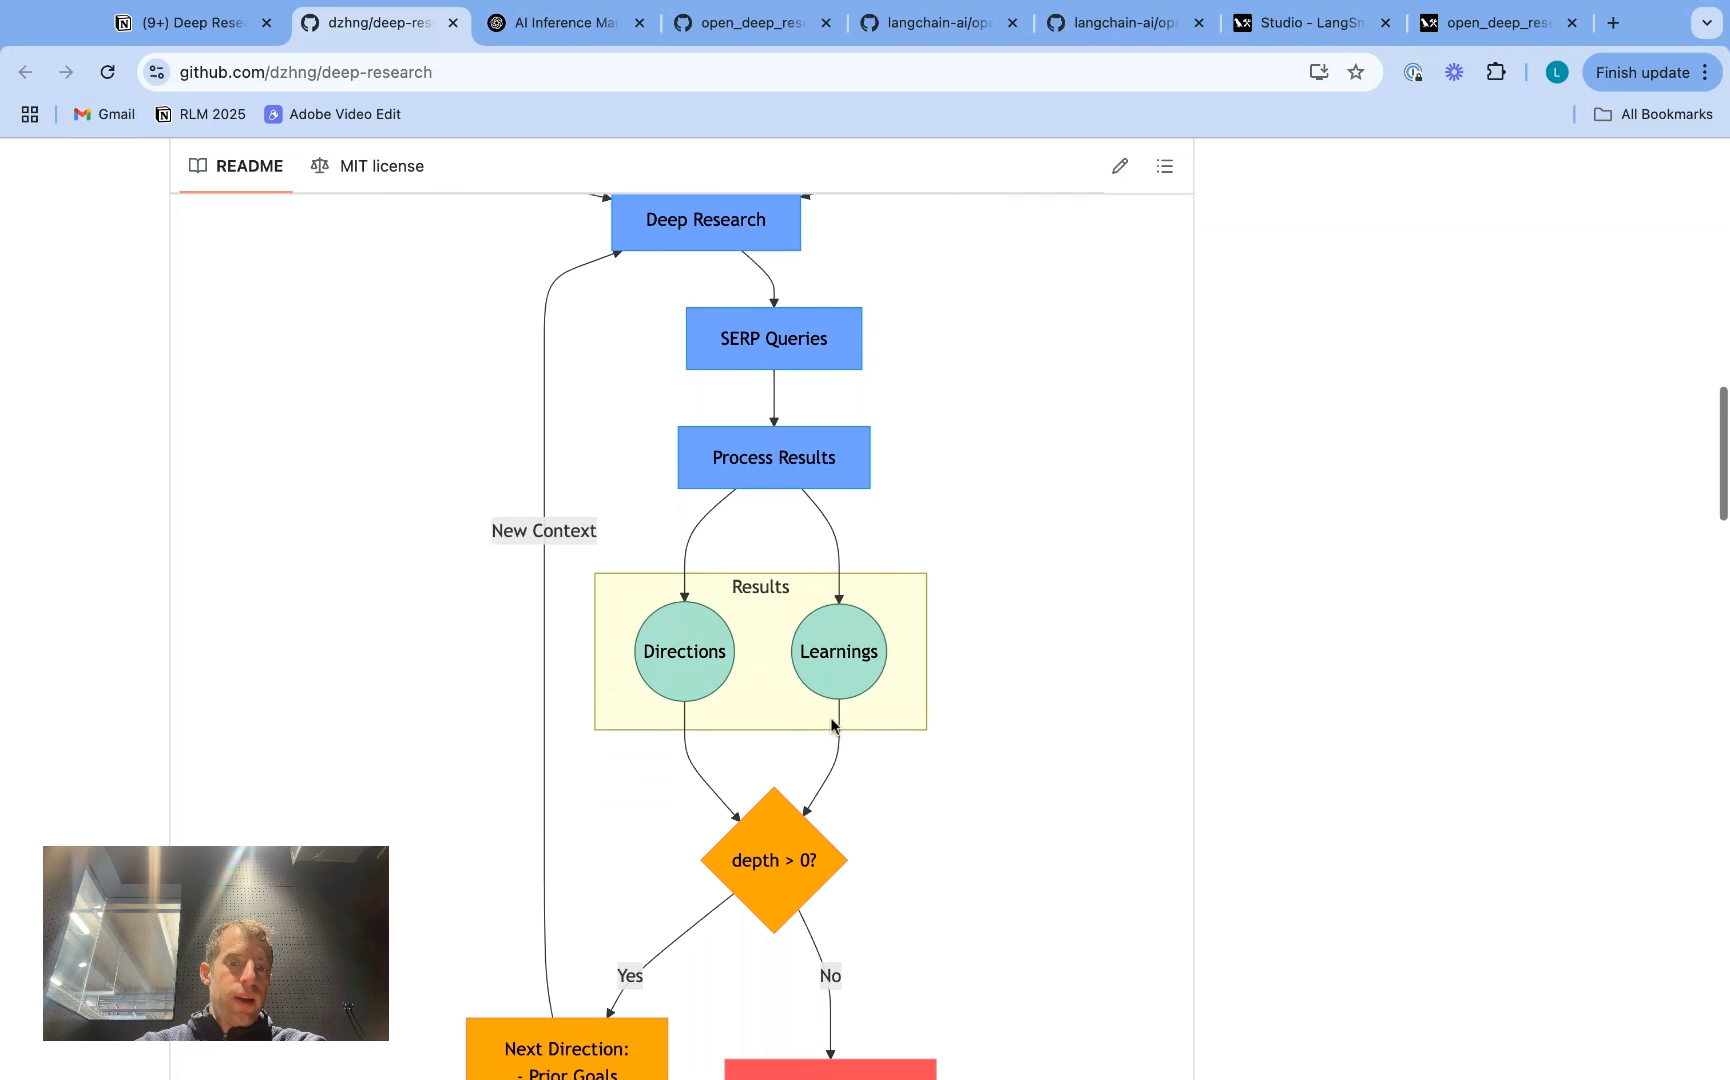 (9+) Deep Rese
dzhng/deep-res
AI Inference Ma
open_deep_res
langchain-ai/op
langchain-ai/op
Studio - LangSm
open_deep_res
github.com/dzhng/deep-research
L
Finish update
Gmail
RLM 2025
Adobe Video Edit
All Bookmarks
README
MIT license
Deep Research
SERP Queries
Process Results
New Context
Results
Directions
Learnings
depth > 0?
Yes
No
Next Direction:
- Prior Goals